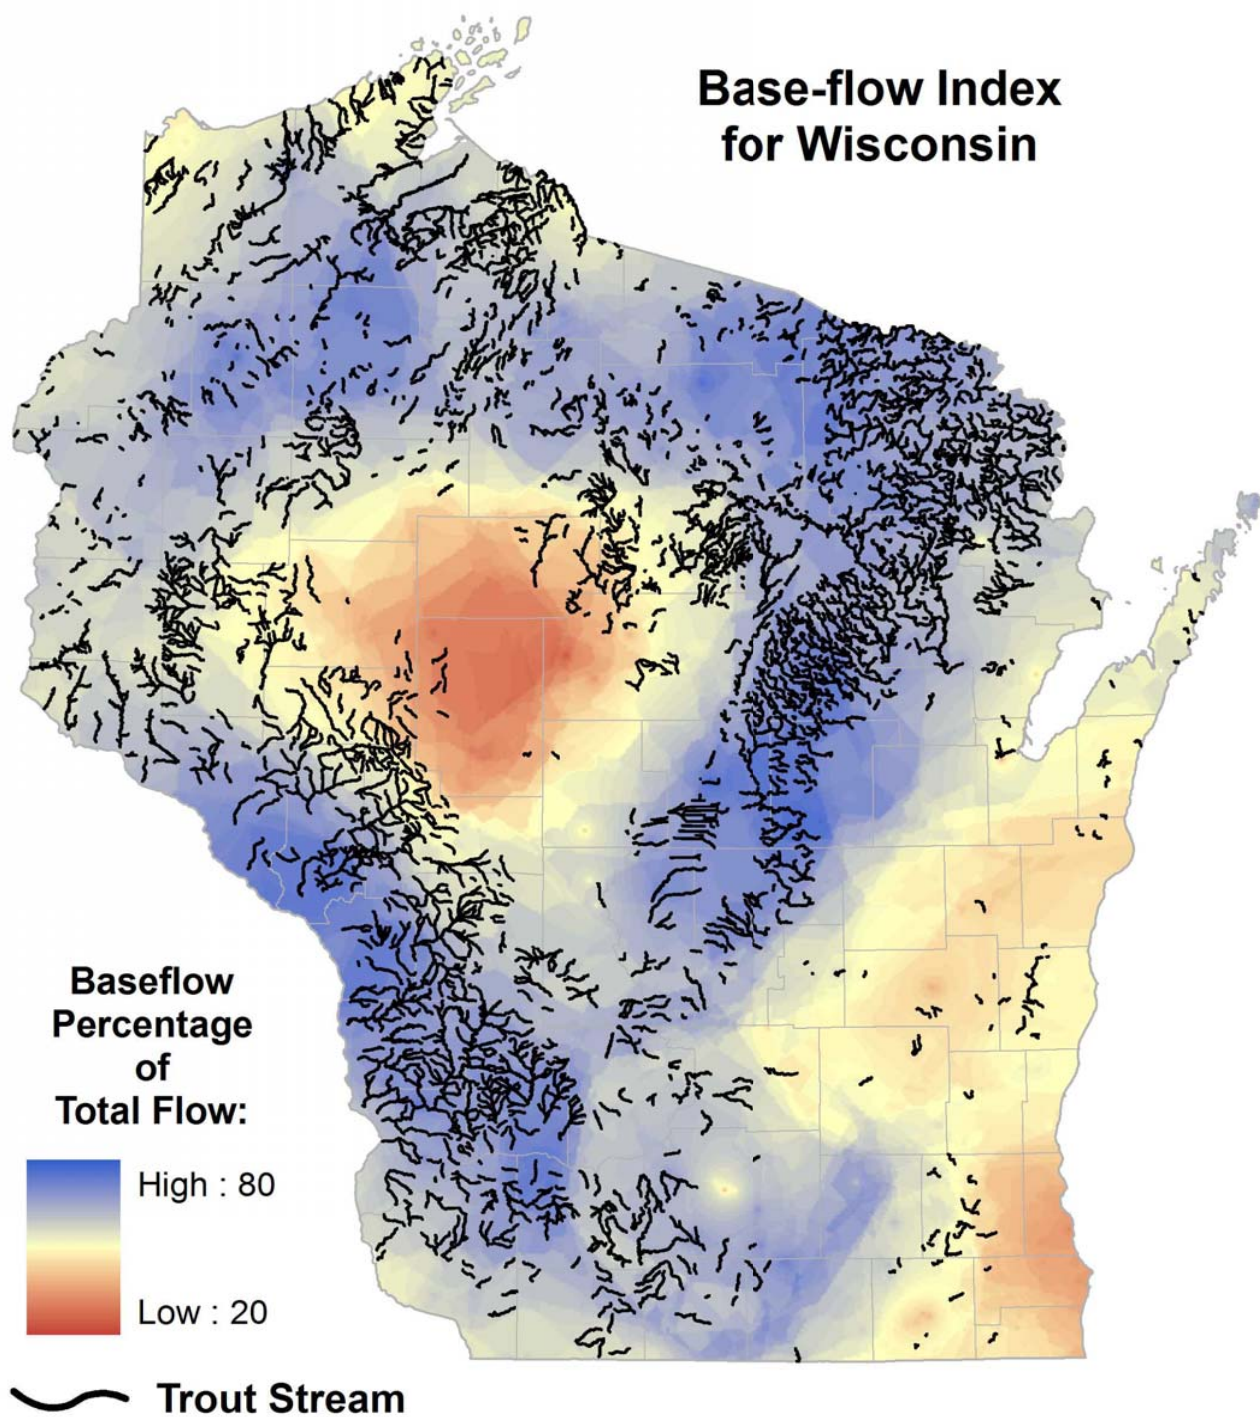 Base-flow Index
for Wisconsin
Baseflow
Percentage
of
Total Flow:
High : 80
Low : 20
Trout Stream